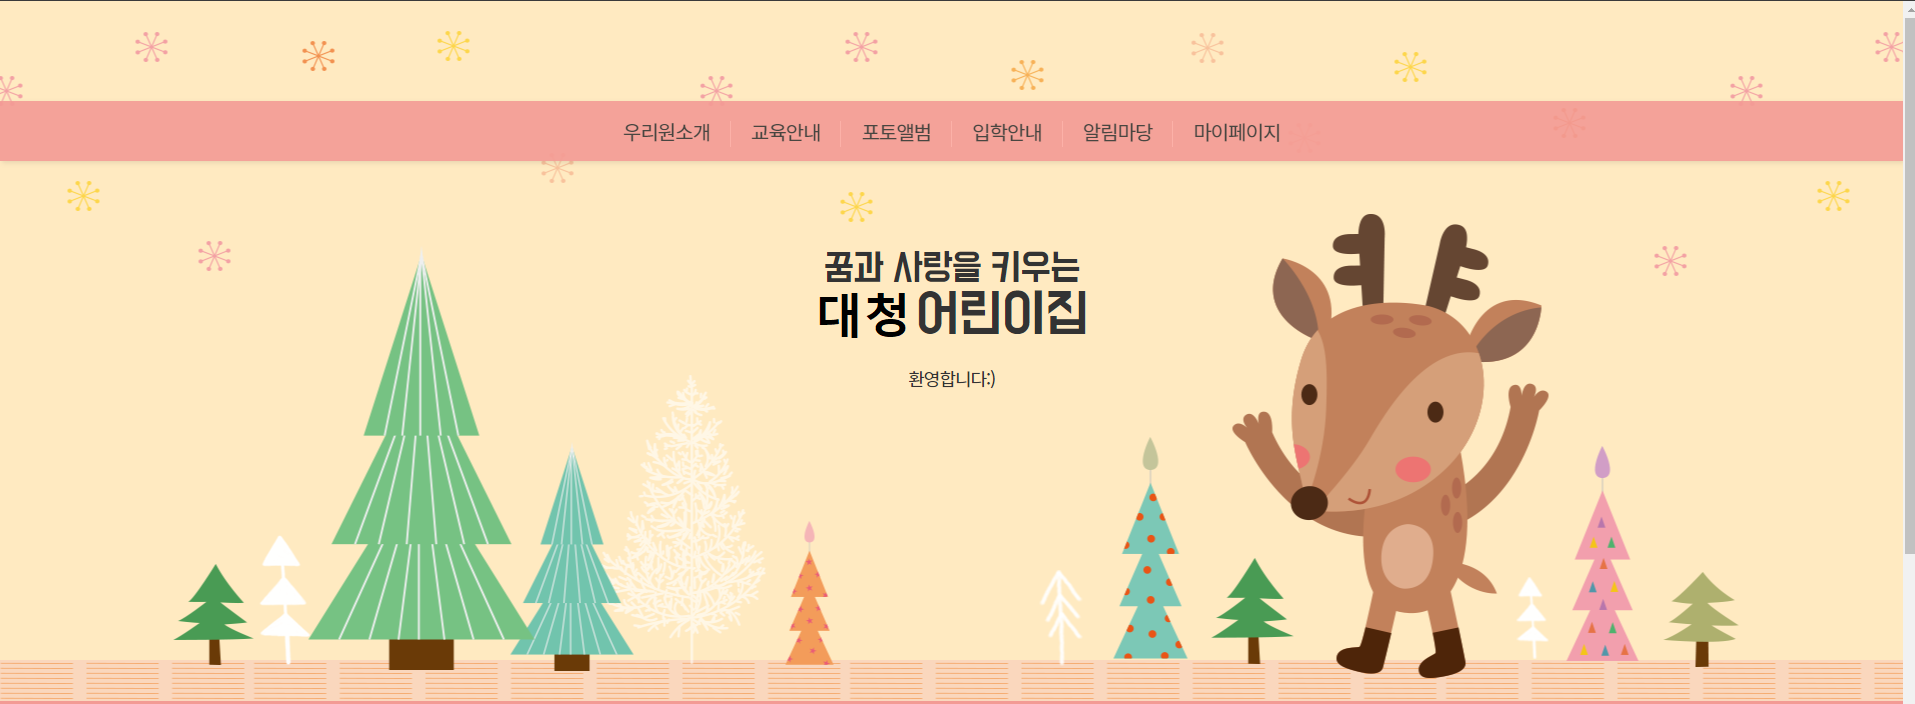 우리원소개 교육안내 포토앨범 입학안내 알림마당 마이페이지
꿈과 사랑을 키우는
대청 어린이집
환영합니다:)